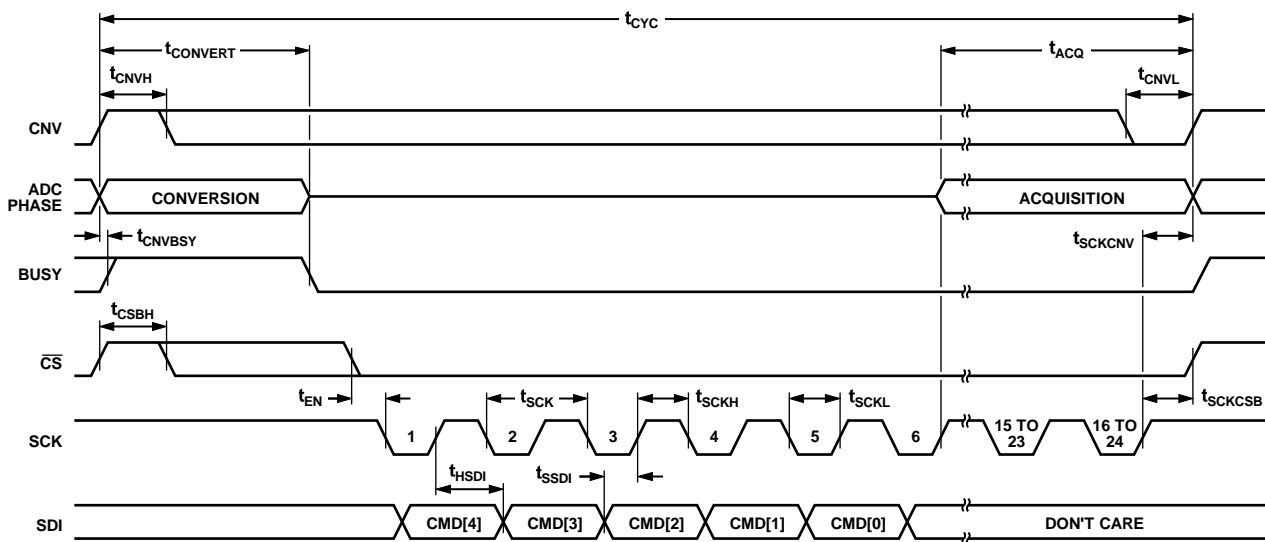 tCYC
tCONVERT
tACQ
tCNVH
tCNVL
CNV
ADC
PHASE
CONVERSION
ACQUISITION
tCNVBSY
tSCKCNV
BUSY
tCSBH
CS
tEN
tSCK
tSCKH
tSCKL
tSCKCSB
SCK
1
2
3
4
5
6
15 TO
23
16 TO
24
tHSDI
tSSDI
SDI
CMD[4]
CMD[3]
CMD[2]
CMD[1]
CMD[0]
DON'T CARE